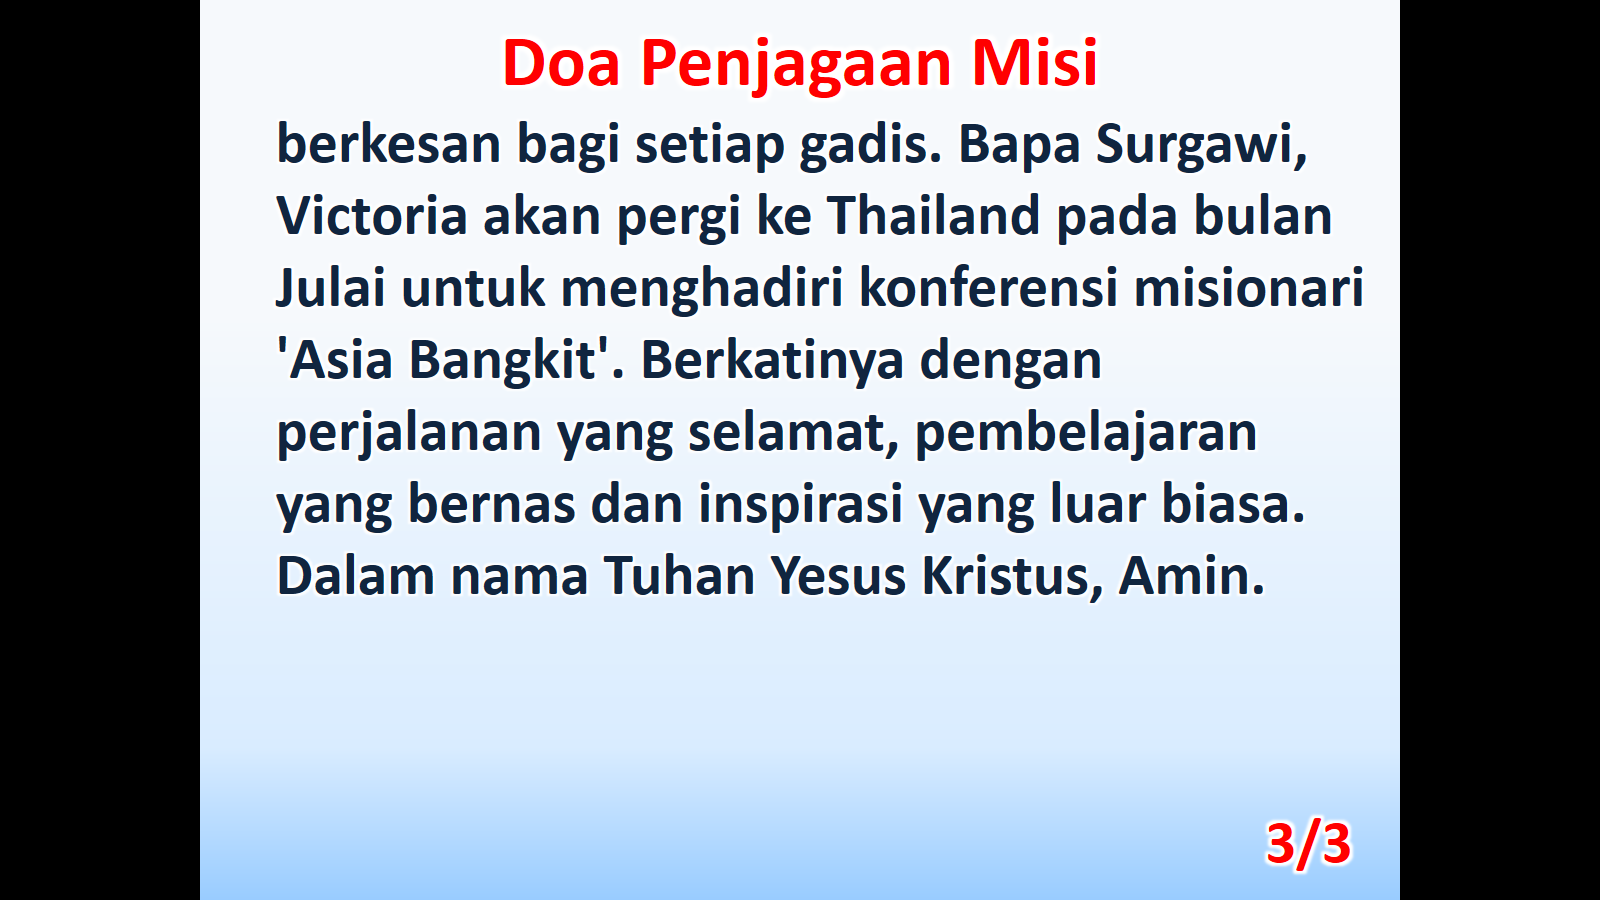 Doa Penjagaan Misi
berkesan bagi setiap gadis. Bapa Surgawi,
Victoria akan pergi ke Thailand pada bulan
Julai untuk menghadiri konferensi misionari
'Asia Bangkit'. Berkatinya dengan
perjalanan yang selamat, pembelajaran
yang bernas dan inspirasi yang luar biasa.
Dalam nama Tuhan Yesus Kristus, Amin.
3/3